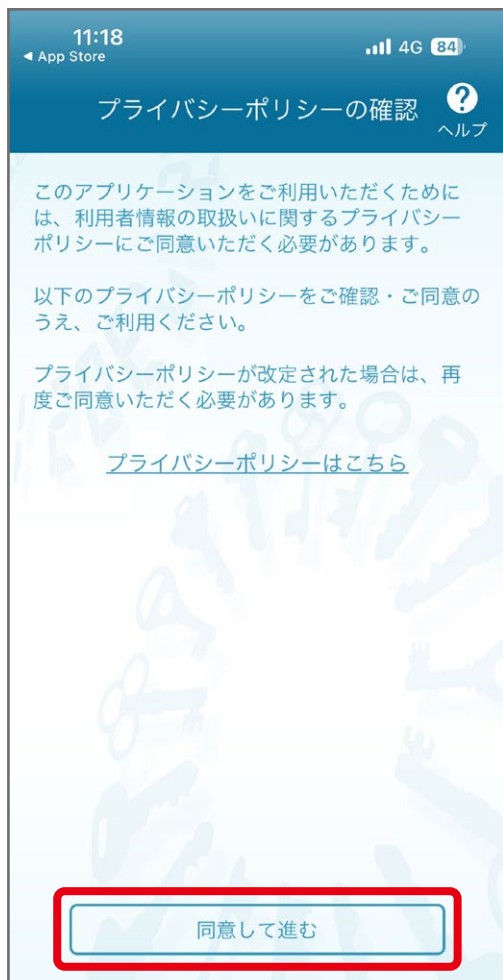 11:18
◀ App Store
4G 84
プライバシーポリシーの確認
?
ヘルプ
このアプリケーションをご利用いただくために
は、利用者情報の取扱いに関するプライバシー
ポリシーにご同意いただく必要があります。
以下のプライバシーポリシーをご確認・ご同意の
うえ、ご利用ください。
プライバシーポリシーが改定された場合は、再
度ご同意いただく必要があります。
プライバシーポリシーはこちら
同意して進む